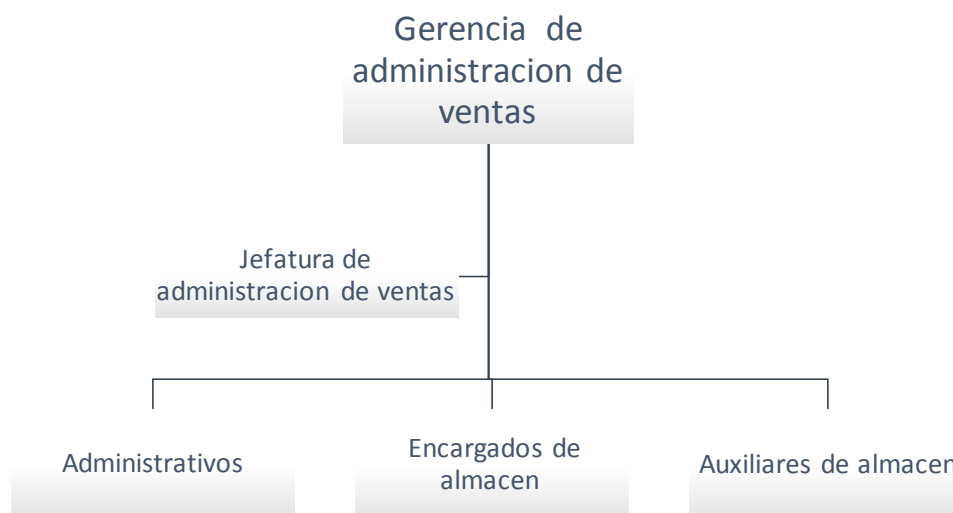 Gerencia de
administracion de
ventas
Jefatura de
administracion de ventas
Administrativos
Encargados de
almacen
Auxiliares de almacen